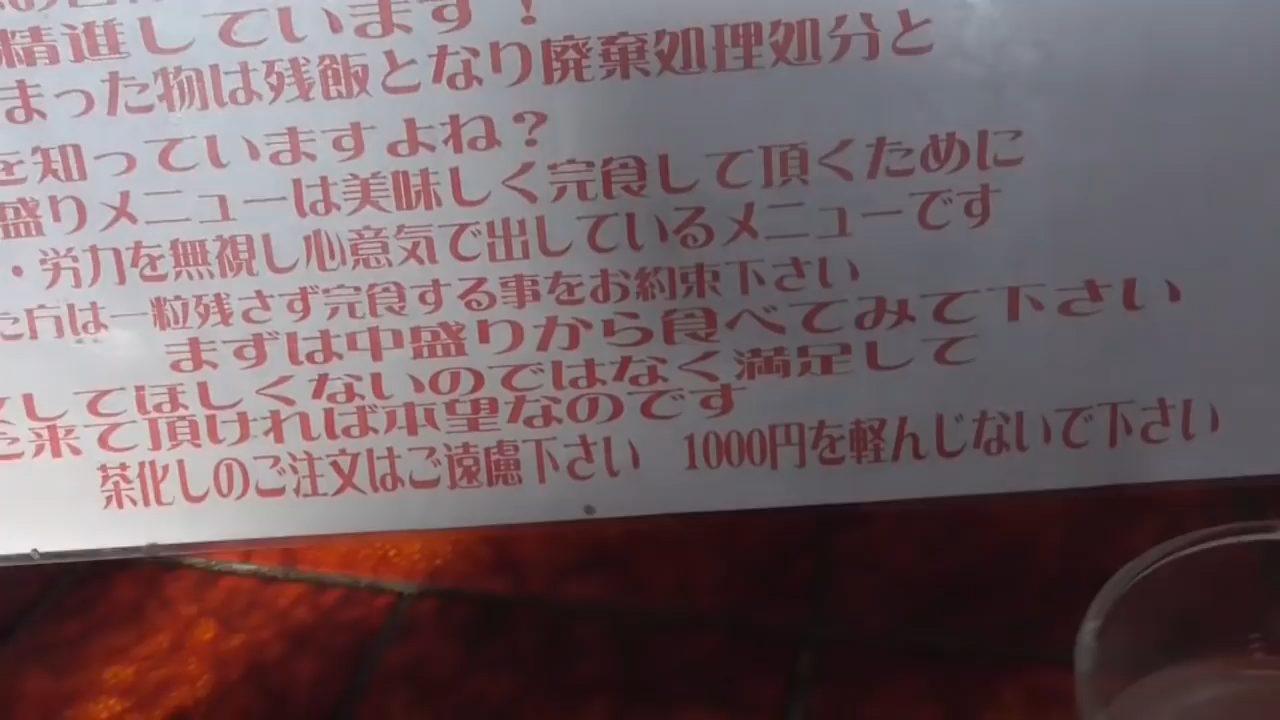 精進しています！
まった物は残飯となり廃棄処理処分と
を知っていますよね？
盛りメニューは美味しく完食して頂くために
・労力を無視し心意気で出しているメニューです
た方は一粒残さず完食する事をお約束下さい
まずは中盛りから食べてみて下さい
してほしくないのではなく満足して
た来て頂ければ本望なのです
茶化しのご注文はご遠慮下さい 1000円を軽んじないで下さい